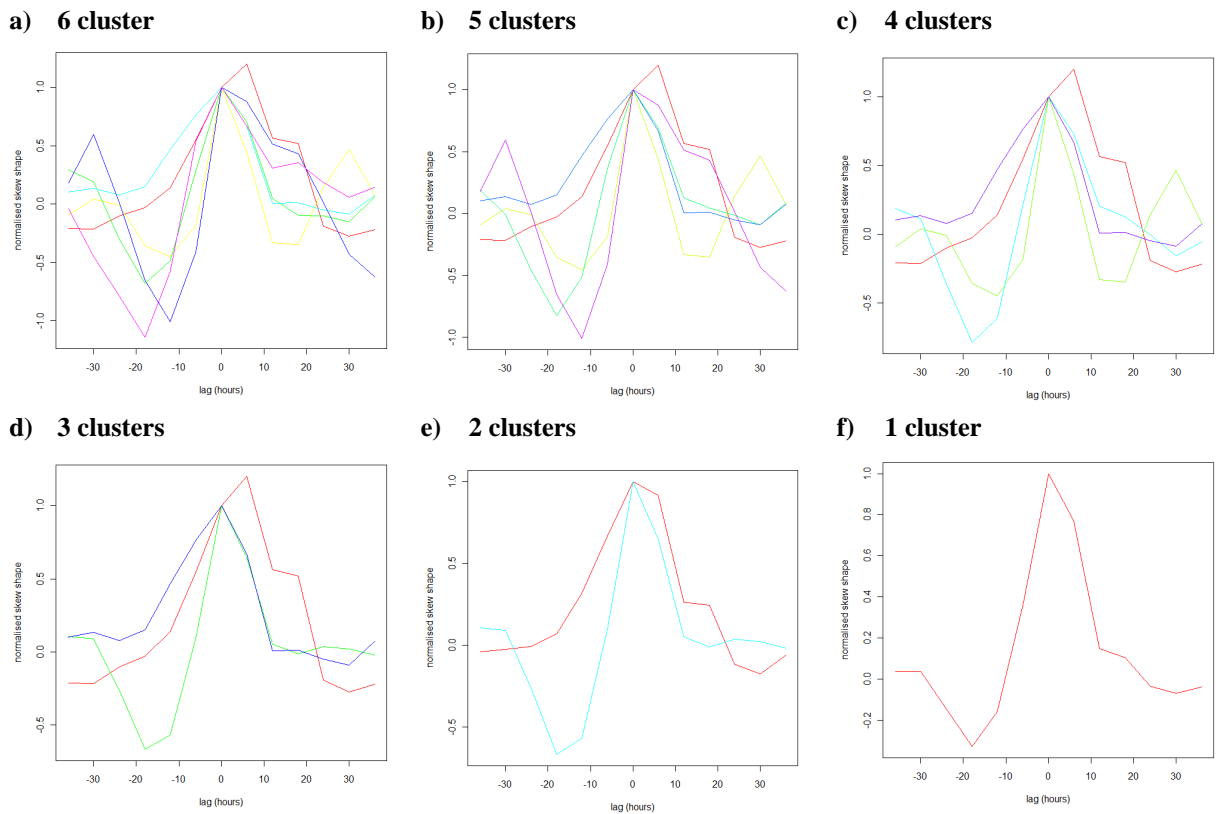 a) 6 cluster
1.0
0.5
0.0
-0.5
-1.0
normalised skew shape
-30 -20 -10 0 10 20 30
lag (hours)
b) 5 clusters
1.0
0.5
0.0
-0.5
-1.0
normalised skew shape
-30 -20 -10 0 10 20 30
lag (hours)
c) 4 clusters
1.0
0.5
0.0
-0.5
normalised skew shape
-30 -20 -10 0 10 20 30
lag (hours)
d) 3 clusters
1.0
0.5
0.0
-0.5
normalised skew shape
-30 -20 -10 0 10 20 30
lag (hours)
e) 2 clusters
1.0
0.5
0.0
-0.5
normalised skew shape
-30 -20 -10 0 10 20 30
lag (hours)
f) 1 cluster
1.0
0.8
0.6
0.4
0.2
0.0
-0.2
normalised skew shape
-30 -20 -10 0 10 20 30
lag (hours)